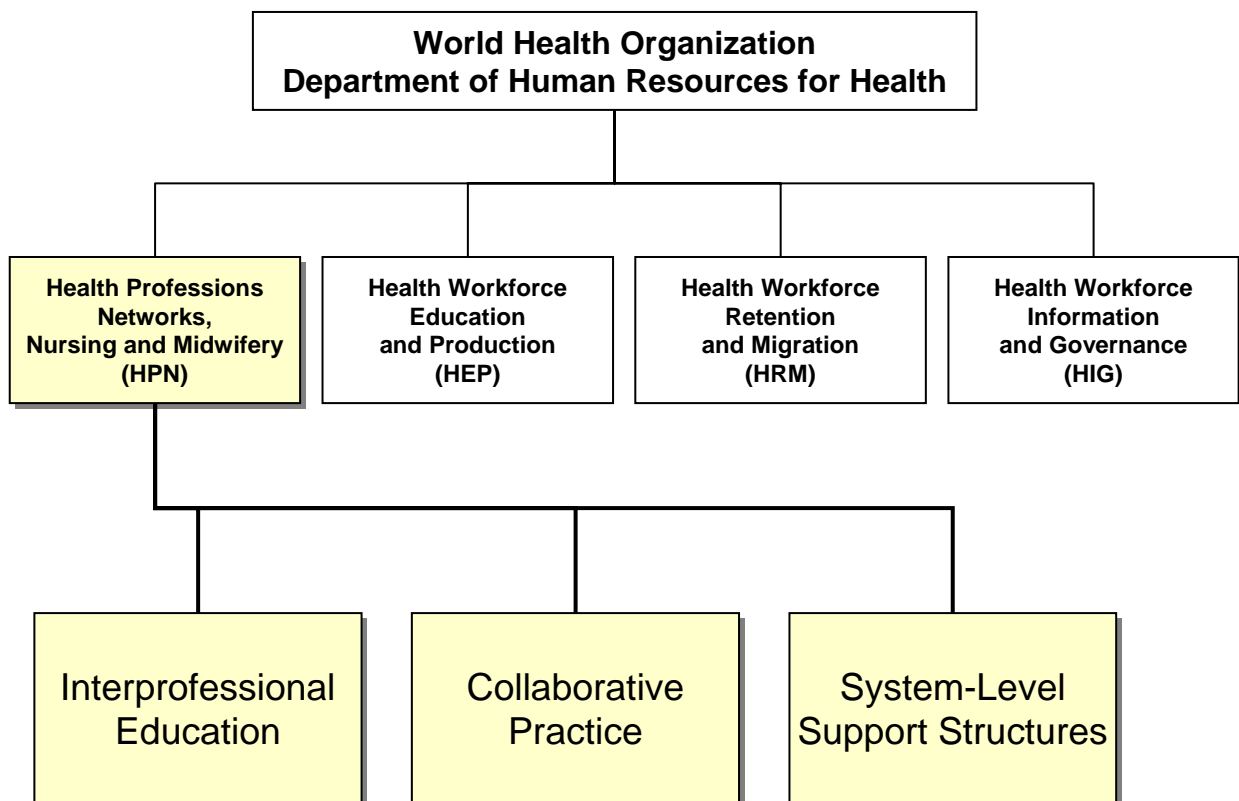 World Health Organization
Department of Human Resources for Health
Health Professions
Networks,
Nursing and Midwifery
(HPN)
Health Workforce
Education
and Production
(HEP)
Health Workforce
Retention
and Migration
(HRM)
Health Workforce
Information
and Governance
(HIG)
Interprofessional
Education
Collaborative
Practice
System-Level
Support Structures